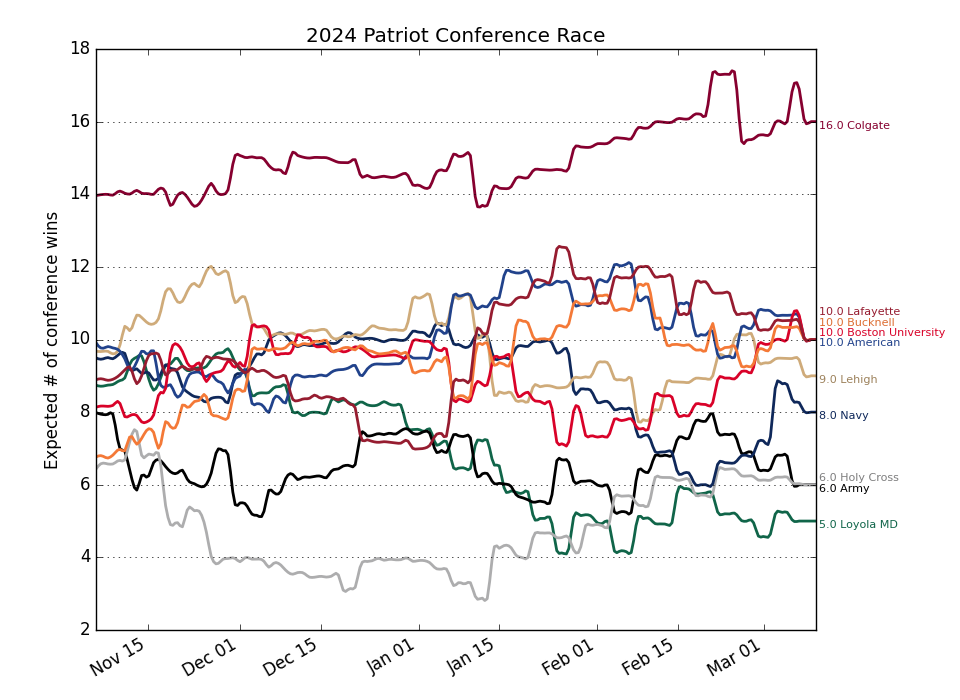 2024 Patriot Conference Race
Expected # of conference wins
18
16
14
12
10
8
6
4
2
Nov 15
Dec 01
Dec 15
Jan 01
Jan 15
Feb 01
Feb 15
Mar 01
16.0 Colgate
10.0 Lafayette
10.0 Bucknell
10.0 Boston University
10.0 American
9.0 Lehigh
8.0 Navy
6.0 Holy Cross
6.0 Army
5.0 Loyola MD